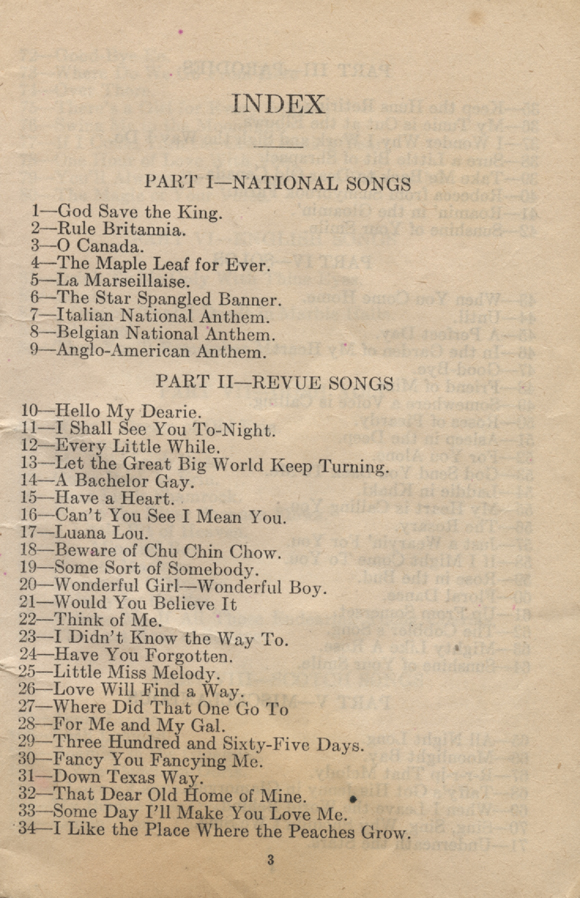 INDEX
PART I—NATIONAL SONGS
1—God Save the King.
2—Rule Britannia.
3—O Canada.
4—The Maple Leaf for Ever.
5—La Marseillaise.
6—The Star Spangled Banner.
7—Italian National Anthem.
8—Belgian National Anthem.
9—Anglo-American Anthem.
PART II—REVUE SONGS
10—Hello My Dearie.
11—I Shall See You To-Night.
12—Every Little While.
13—Let the Great Big World Keep Turning.
14—A Bachelor Gay.
15—Have a Heart.
16—Can't You See I Mean You.
17—Luana Lou.
18—Beware of Chu Chin Chow.
19—Some Sort of Somebody.
20—Wonderful Girl—Wonderful Boy.
21—Would You Believe It
22—Think of Me.
23—I Didn't Know the Way To.
24—Have You Forgotten.
25—Little Miss Melody.
26—Love Will Find a Way.
27—Where Did That One Go To
28—For Me and My Gal.
29—Three Hundred and Sixty-Five Days.
30—Fancy You Fancying Me.
31—Down Texas Way.
32—That Dear Old Home of Mine.
33—Some Day I'll Make You Love Me.
34—I Like the Place Where the Peaches Grow.
3